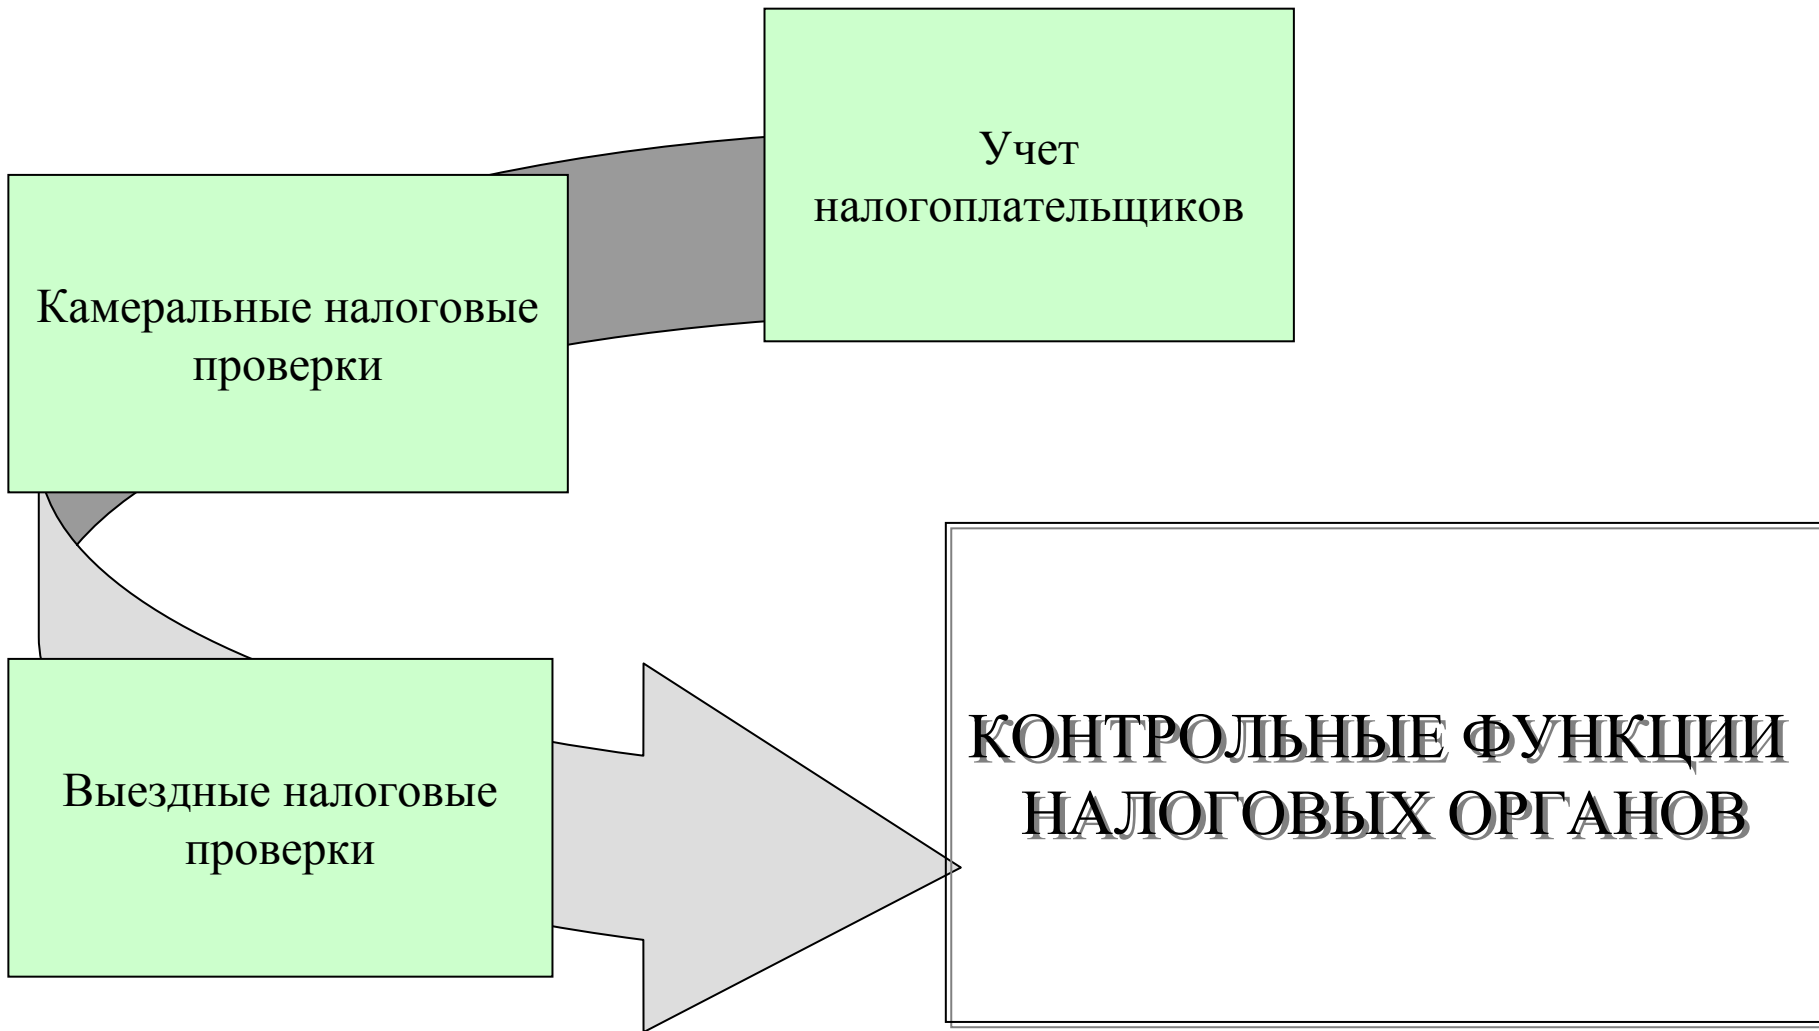 Учет
налогоплательщиков
Камеральные налоговые
проверки
Выездные налоговые
проверки
КОНТРОЛЬНЫЕ ФУНКЦИИ
НАЛОГОВЫХ ОРГАНОВ